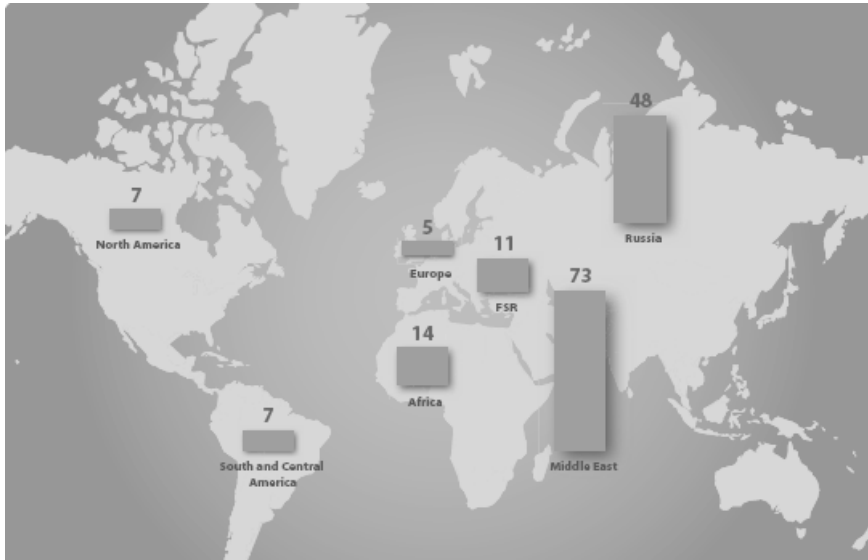 48
Russia
7
North America
5
Europe
11
FSR
73
Middle East
14
Africa
7
South and Central
America